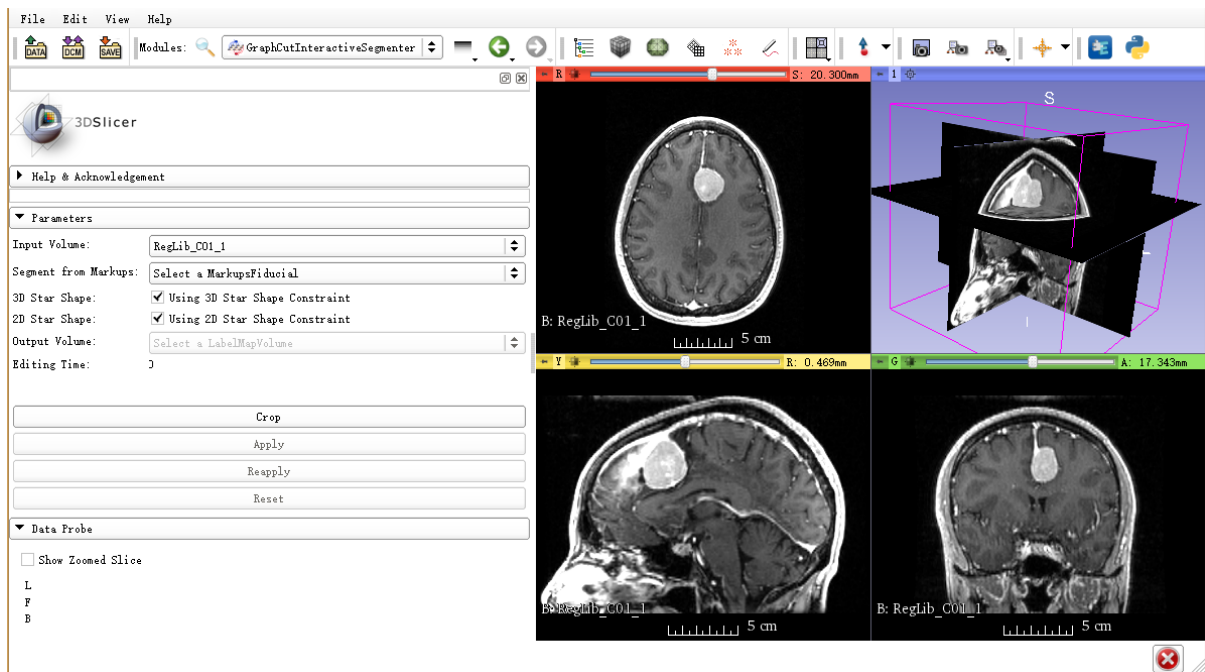 File Edit View Help
DATA DCM SAVE Modules: GraphCutInteractiveSegmenter
3DSlicer
Help & Acknowledgement
Parameters
Input Volume: RegLib_C01_1
Segment from Markups: Select a MarkupsFiducial
3D Star Shape: Using 3D Star Shape Constraint
2D Star Shape: Using 2D Star Shape Constraint
Output Volume: Select a LabelMapVolume
Editing Time:
Crop
Apply
Reapply
Reset
Data Probe
Show Zoomed Slice
L
F
B
R S: 20.300mm
B: RegLib_C01_1
5 cm
1
S
L
I
Y R: 0.469mm
B: RegLib_C01_1
5 cm
G A: 17.343mm
B: RegLib_C01_1
5 cm